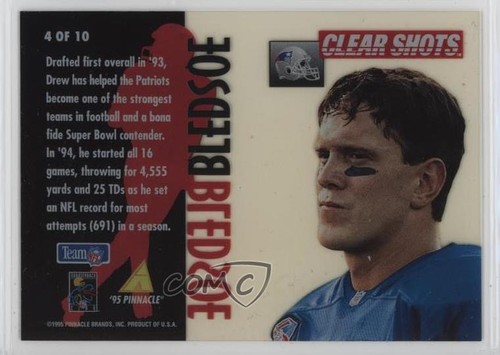 4 OF 10
Drafted first overall in '93,
Drew has helped the Patriots
become one of the strongest
teams in football and a bona
fide Super Bowl contender.
In '94, he started all 16
games, throwing for 4,555
yards and 25 TDs as he set
an NFL record for most
attempts (691) in a season.
Team NFL
'95 PINNACLE
©1995 PINNACLE BRANDS, INC. PRODUCT OF U.S.A.
BLEDSOE
BLEDSOE
CLEAR SHOTS
COMC